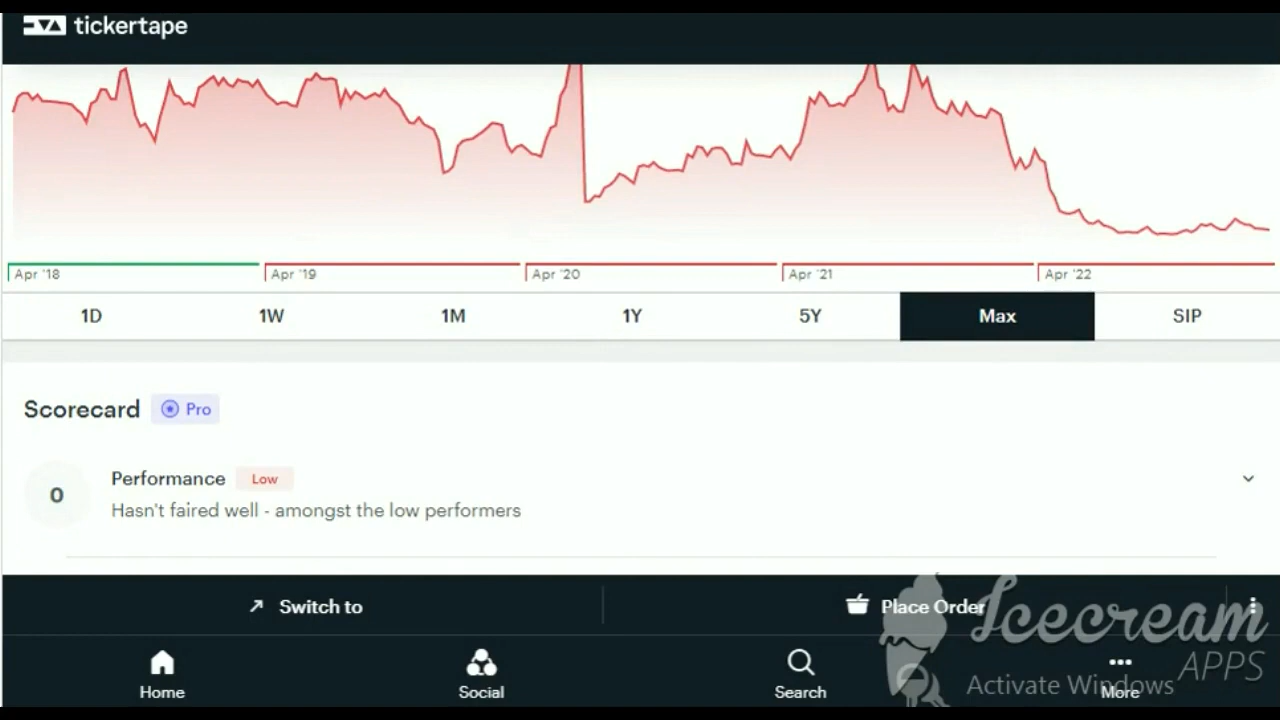 tickertape
Apr '18 Apr '19 Apr '20 Apr '21 Apr '22
1D 1W 1M 1Y 5Y Max SIP
Scorecard Pro
0
Performance Low
Hasn't faired well - amongst the low performers
Switch to Place Order
Icecream
APPS
Activate Windows
Home Social Search More